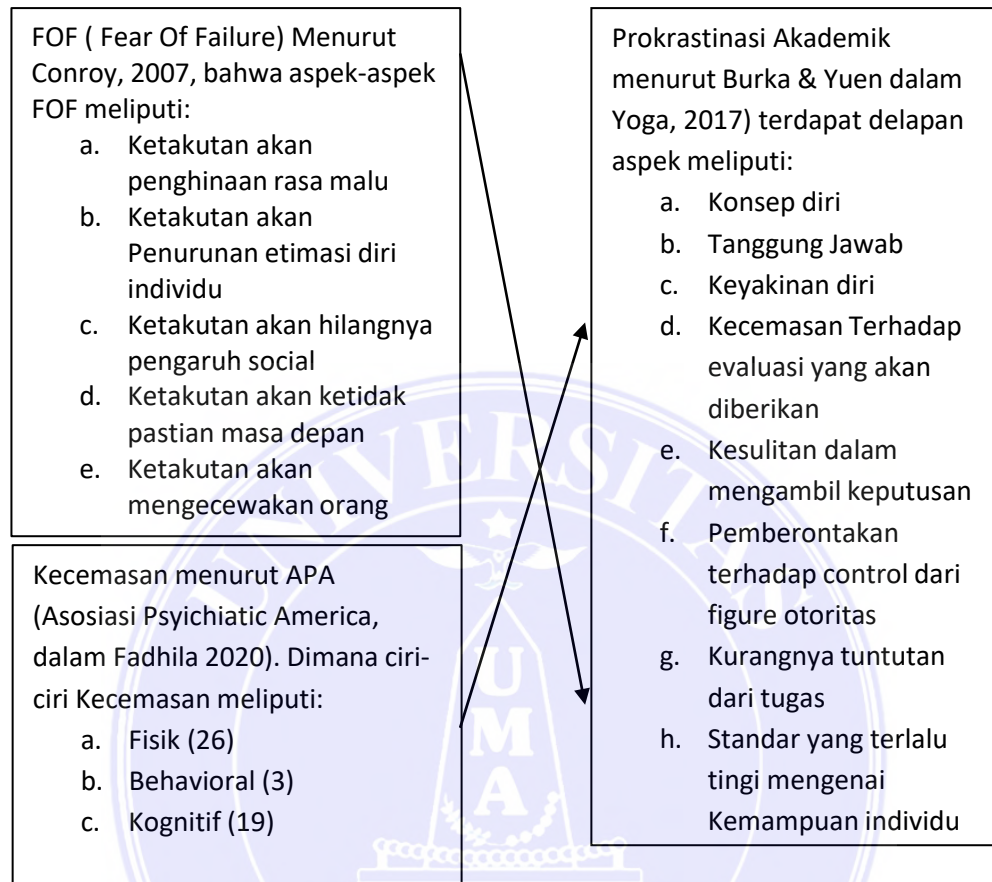 FOF ( Fear Of Failure) Menurut
Conroy, 2007, bahwa aspek-aspek
FOF meliputi:
a. Ketakutan akan
penghinaan rasa malu
b. Ketakutan akan
Penurunan etimasi diri
individu
c. Ketakutan akan hilangnya
pengaruh social
d. Ketakutan akan ketidak
pastian masa depan
e. Ketakutan akan
mengecewakan orang
Kecemasan menurut APA
(Asosiasi Psyichiatic America,
dalam Fadhila 2020). Dimana ciri-
ciri Kecemasan meliputi:
a. Fisik (26)
b. Behavioral (3)
c. Kognitif (19)
Prokrastinasi Akademik
menurut Burka & Yuen dalam
Yoga, 2017) terdapat delapan
aspek meliputi:
a. Konsep diri
b. Tanggung Jawab
c. Keyakinan diri
d. Kecemasan Terhadap
evaluasi yang akan
diberikan
e. Kesulitan dalam
mengambil keputusan
f. Pemberontakan
terhadap control dari
figure otoritas
g. Kurangnya tuntutan
dari tugas
h. Standar yang terlalu
tingi mengenai
Kemampuan individu
UNIVERSITA
UMA